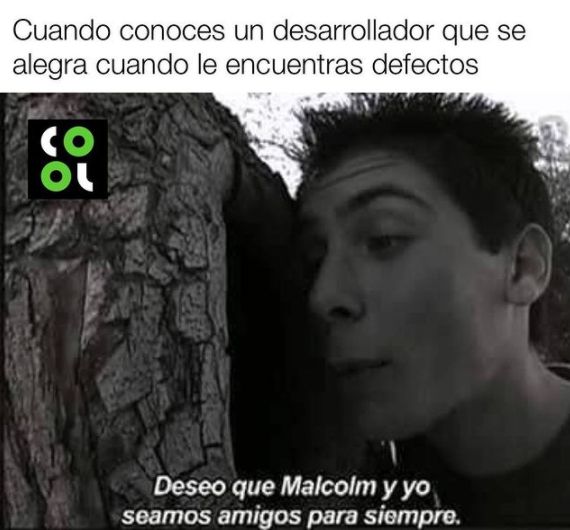 Cuando conoces un desarrollador que se
alegra cuando le encuentras defectos
CO
OL
Deseo que Malcolm y yo
seamos amigos para siempre.